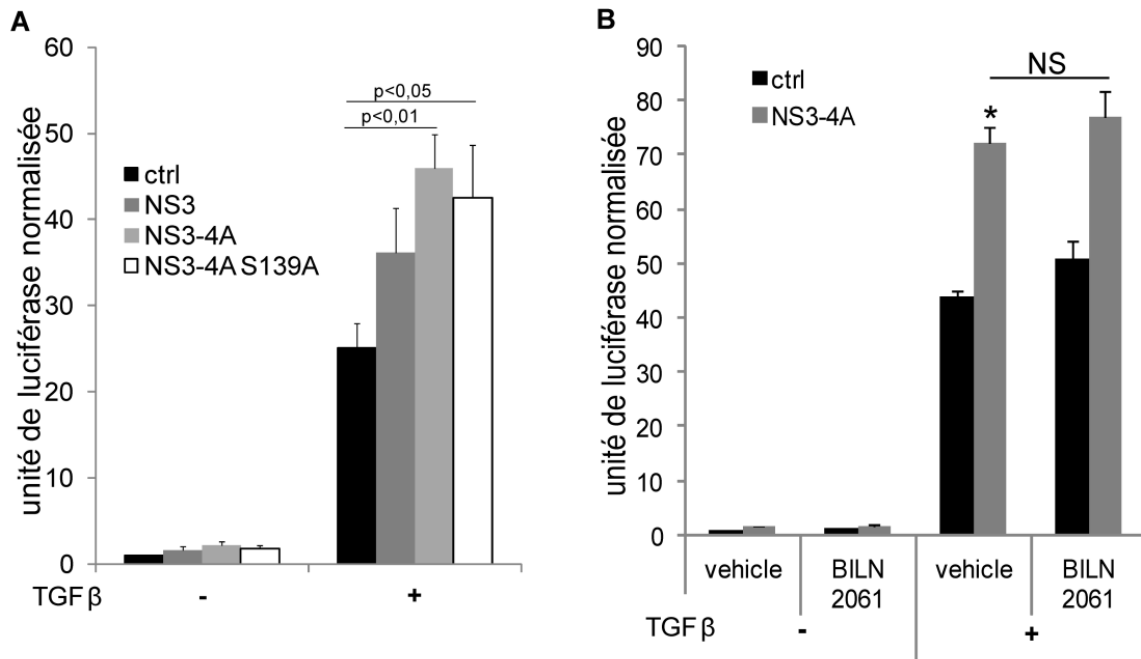 A
unité de luciférase normalisée
60
50
40
30
20
10
0
p<0,05
p<0,01
ctrl
NS3
NS3-4A
NS3-4A S139A
TGFβ - +
B
unité de luciférase normalisée
90
80
70
60
50
40
30
20
10
0
ctrl
NS3-4A
NS
*
vehicle BILN 2061 vehicle BILN 2061
TGFβ - +